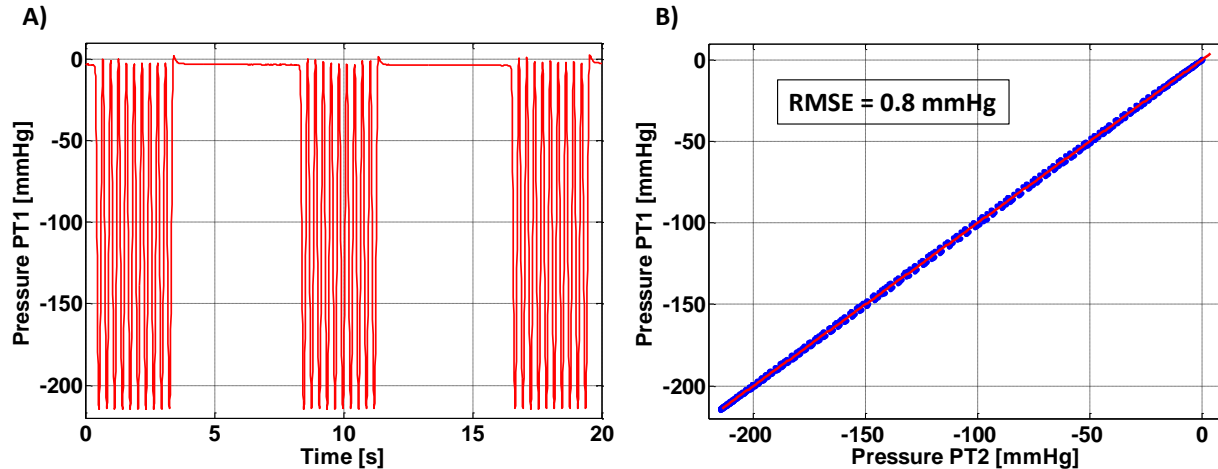 A)
Pressure PT1 [mmHg]
0
-50
-100
-150
-200
0
5
10
15
20
Time [s]
B)
Pressure PT1 [mmHg]
RMSE = 0.8 mmHg
0
-50
-100
-150
-200
-200
-150
-100
-50
0
Pressure PT2 [mmHg]